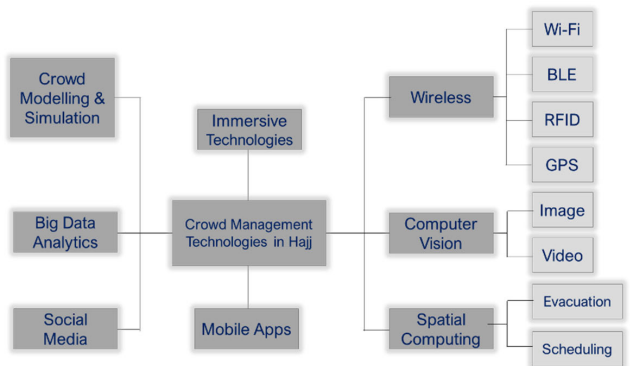 Crowd
Modelling &
Simulation
Big Data
Analytics
Social
Media
Immersive
Technologies
Crowd Management
Technologies in Hajj
Mobile Apps
Wireless
Computer
Vision
Spatial
Computing
Wi-Fi
BLE
RFID
GPS
Image
Video
Evacuation
Scheduling